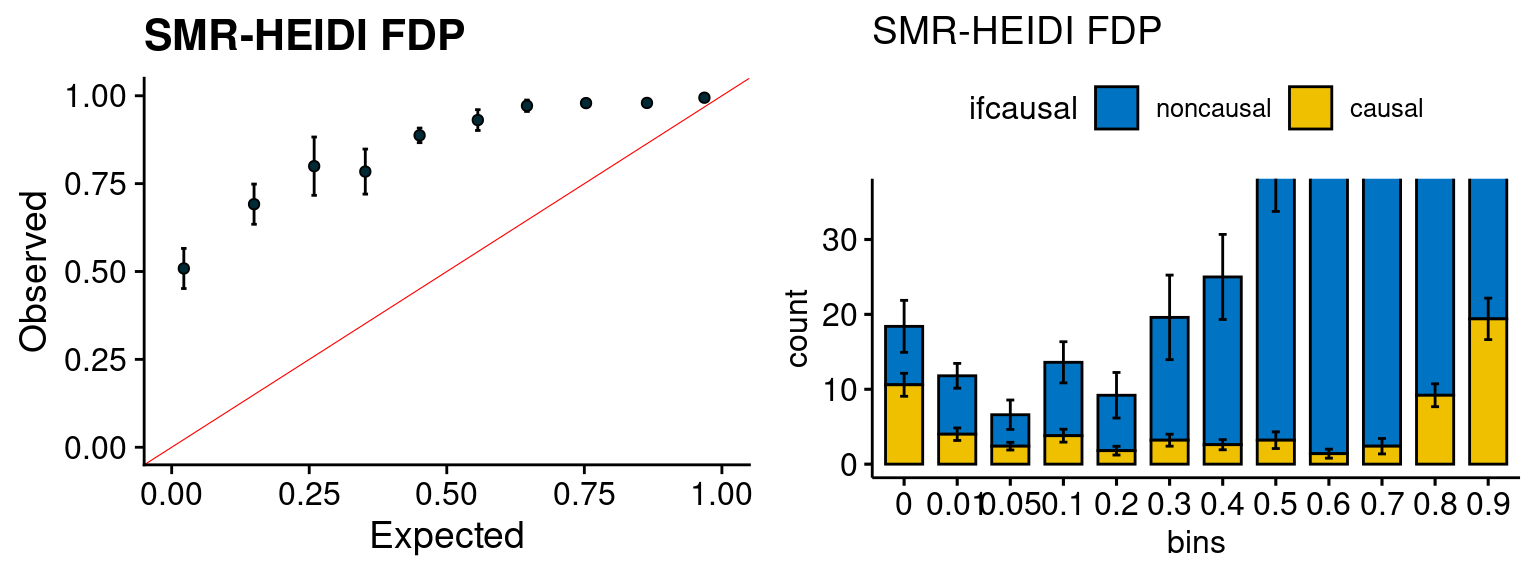 SMR-HEIDI FDP
Observed
1.00
0.75
0.50
0.25
0.00
0.00 0.25 0.50 0.75 1.00
Expected
SMR-HEIDI FDP
ifcausal noncausal causal
count
30
20
10
0
0 0.01 0.05 0.1 0.2 0.3 0.4 0.5 0.6 0.7 0.8 0.9
bins